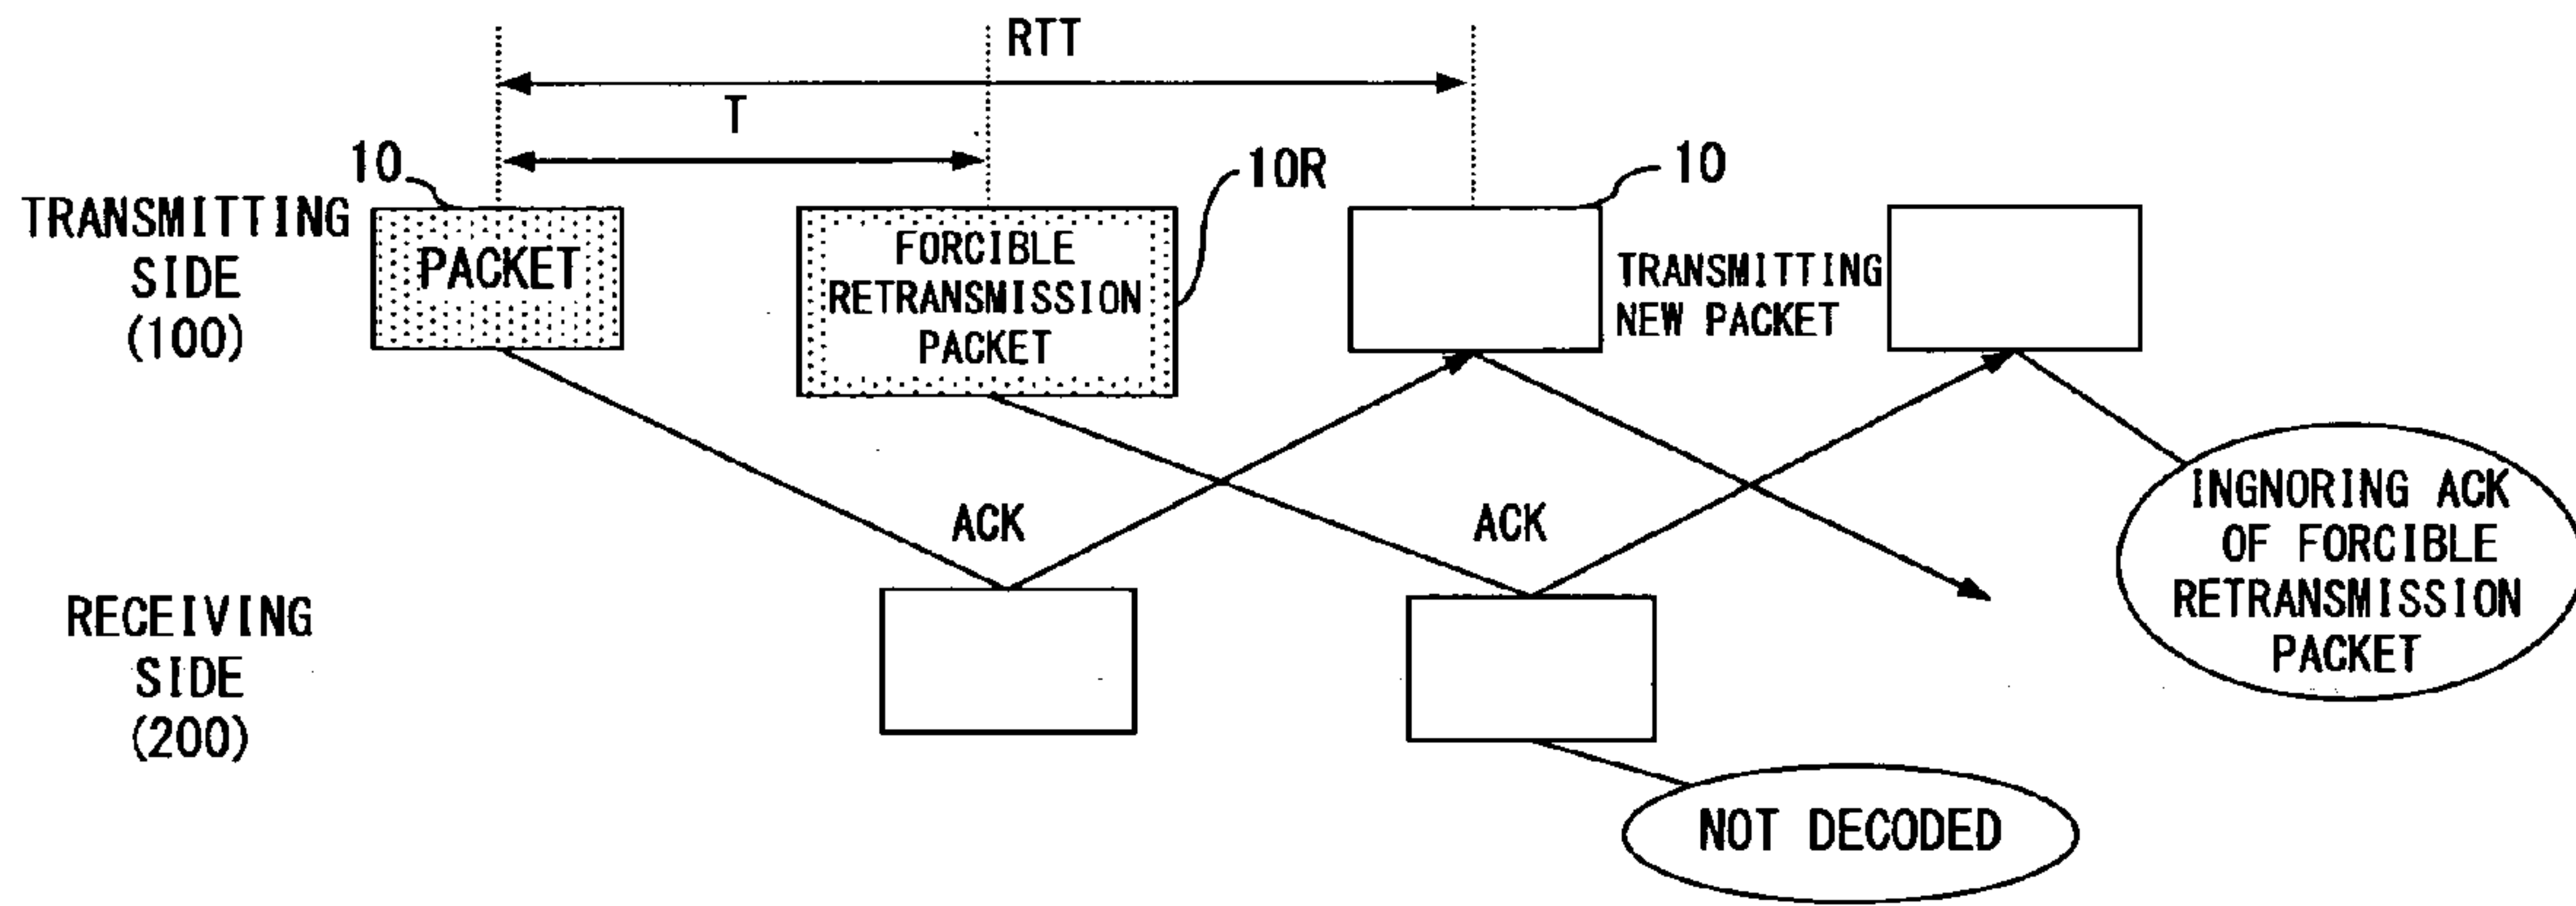 RTT
T
10
10R
10
TRANSMITTING
SIDE
(100)
PACKET
FORCIBLE
RETRANSMISSION
PACKET
TRANSMITTING
NEW PACKET
ACK
ACK
INGNORING ACK
OF FORCIBLE
RETRANSMISSION
PACKET
RECEIVING
SIDE
(200)
NOT DECODED